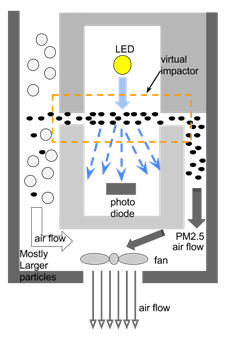 LED
virtual
impactor
photo
diode
air flow
Mostly
Larger
particles
PM2.5
air flow
fan
air flow